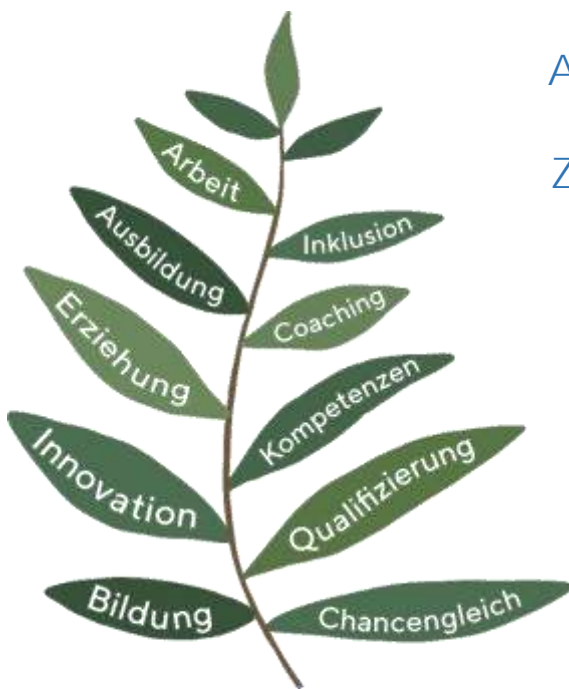 A
Z
Arbeit
Ausbildung
Inklusion
Erziehung
Coaching
Kompetenzen
Innovation
Qualifizierung
Bildung
Chancengleich